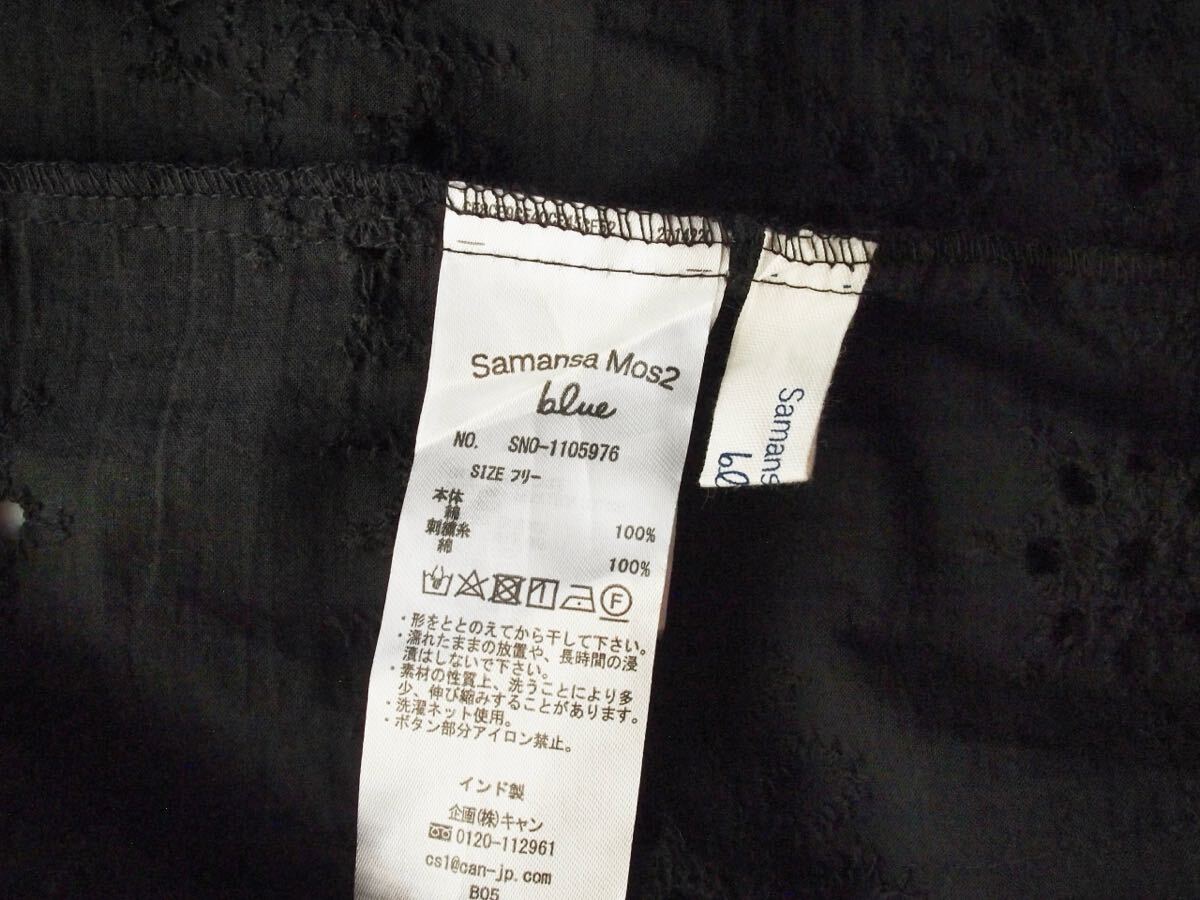 Samansa Mos2
blue
NO. SNO-1105976
SIZE フリー
本体
綿 100%
刺繍糸
綿 100%
F
・形をととのえてから干して下さい。
・濡れたままの放置や、長時間の浸
漬はしないで下さい。
・素材の性質上、洗うことにより多
少、伸び縮みすることがあります。
・洗濯ネット使用。
・ボタン部分アイロン禁止。
インド製
企画(株)キャン
0120-112961
cs1@can-jp.com
B05
Samans
bl